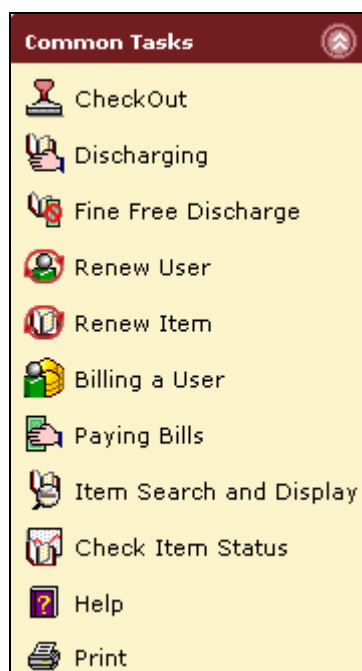 Common Tasks
CheckOut
Discharging
Fine Free Discharge
Renew User
Renew Item
Billing a User
Paying Bills
Item Search and Display
Check Item Status
Help
Print